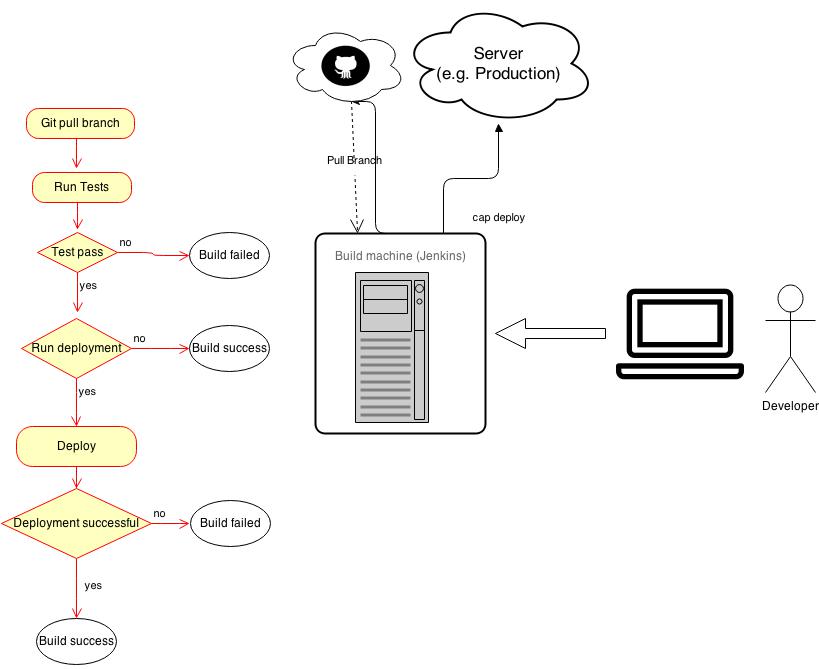 Git pull branch
Run Tests
Test pass
no
Build failed
yes
Run deployment
no
Build success
yes
Deploy
Deployment successful
no
Build failed
yes
Build success
Server
(e.g. Production)
Pull Branch
cap deploy
Build machine (Jenkins)
Developer